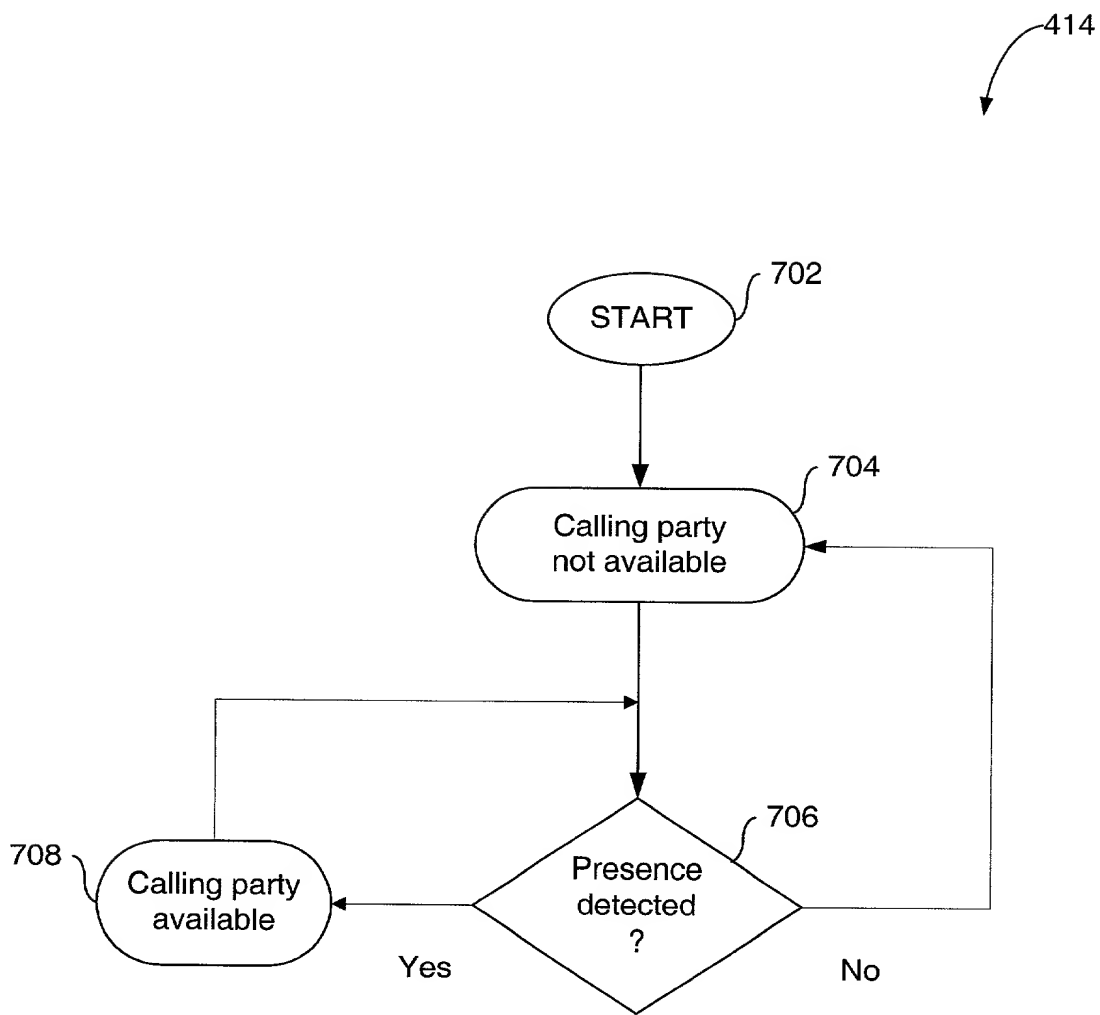 414
702
START
704
Calling party
not available
706
Presence
detected
?
708
Calling party
available
Yes
No